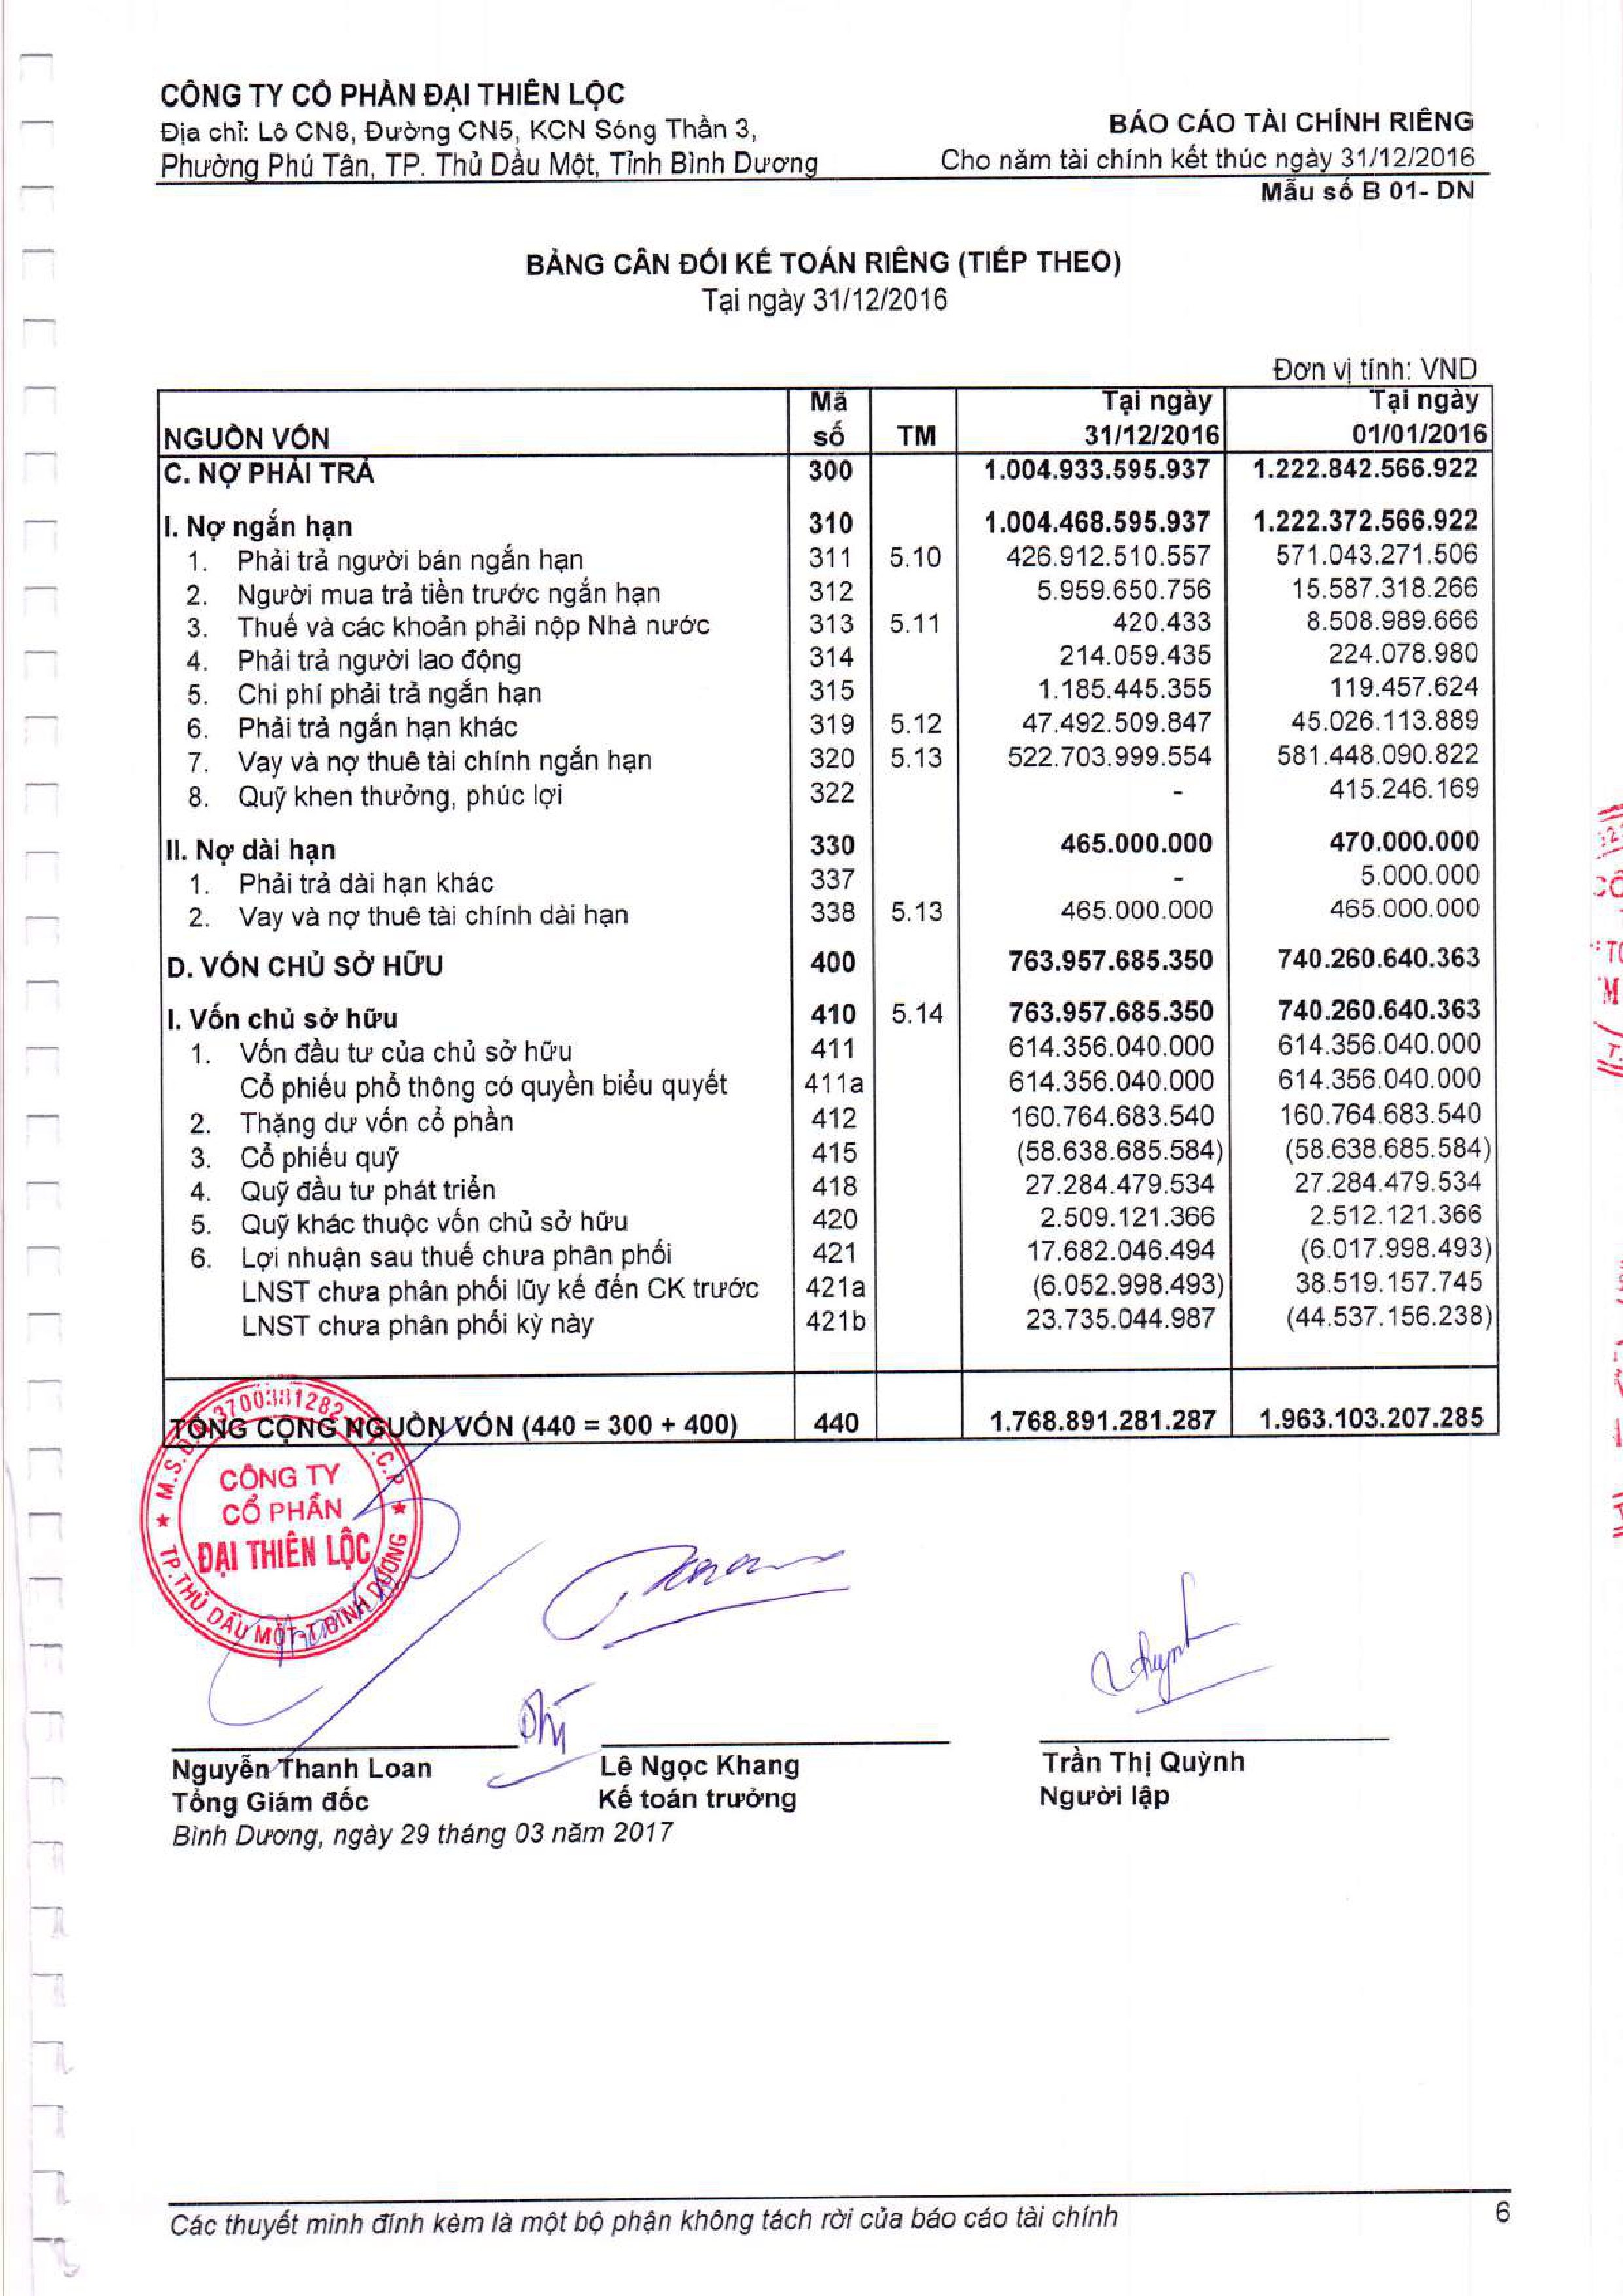 CÔNG TY CỔ PHẦN ĐẠI THIÊN LỘC
Địa chỉ: Lô CN8, Đường CN5, KCN Sóng Thần 3,
Phường Phú Tân, TP. Thủ Dầu Một, Tỉnh Bình Dương
BÁO CÁO TÀI CHÍNH RIÊNG
Cho năm tài chính kết thúc ngày 31/12/2016
Mẫu số B 01- DN
BẢNG CÂN ĐỐI KẾ TOÁN RIÊNG (TIẾP THEO)
Tại ngày 31/12/2016
Đơn vị tính: VND
NGUỒN VỐN Mã số TM Tại ngày 31/12/2016 Tại ngày 01/01/2016
C. NỢ PHẢI TRẢ 300 1.004.933.595.937 1.222.842.566.922
I. Nợ ngắn hạn 310 1.004.468.595.937 1.222.372.566.922
1. Phải trả người bán ngắn hạn 311 5.10 426.912.510.557 571.043.271.506
2. Người mua trả tiền trước ngắn hạn 312 5.959.650.756 15.587.318.266
3. Thuế và các khoản phải nộp Nhà nước 313 5.11 420.433 8.508.989.666
4. Phải trả người lao động 314 214.059.435 224.078.980
5. Chi phí phải trả ngắn hạn 315 1.185.445.355 119.457.624
6. Phải trả ngắn hạn khác 319 5.12 47.492.509.847 45.026.113.889
7. Vay và nợ thuê tài chính ngắn hạn 320 5.13 522.703.999.554 581.448.090.822
8. Quỹ khen thưởng, phúc lợi 322 - 415.246.169
II. Nợ dài hạn 330 465.000.000 470.000.000
1. Phải trả dài hạn khác 337 - 5.000.000
2. Vay và nợ thuê tài chính dài hạn 338 5.13 465.000.000 465.000.000
D. VỐN CHỦ SỞ HỮU 400 763.957.685.350 740.260.640.363
I. Vốn chủ sở hữu 410 5.14 763.957.685.350 740.260.640.363
1. Vốn đầu tư của chủ sở hữu 411 614.356.040.000 614.356.040.000
Cổ phiếu phổ thông có quyền biểu quyết 411a 614.356.040.000 614.356.040.000
2. Thặng dư vốn cổ phần 412 160.764.683.540 160.764.683.540
3. Cổ phiếu quỹ 415 (58.638.685.584) (58.638.685.584)
4. Quỹ đầu tư phát triển 418 27.284.479.534 27.284.479.534
5. Quỹ khác thuộc vốn chủ sở hữu 420 2.509.121.366 2.512.121.366
6. Lợi nhuận sau thuế chưa phân phối 421 17.682.046.494 (6.017.998.493)
LNST chưa phân phối lũy kế đến CK trước 421a (6.052.998.493) 38.519.157.745
LNST chưa phân phối kỳ này 421b 23.735.044.987 (44.537.156.238)
TỔNG CỘNG NGUỒN VỐN (440 = 300 + 400) 440 1.768.891.281.287 1.963.103.207.285
CÔNG TY
CỔ PHẦN
ĐẠI THIÊN LỘC
TP. THỦ DẦU MỘT-T.BÌNH DƯƠNG
Nguyễn Thanh Loan
Tổng Giám đốc
Lê Ngọc Khang
Kế toán trưởng
Trần Thị Quỳnh
Người lập
Bình Dương, ngày 29 tháng 03 năm 2017
Các thuyết minh đính kèm là một bộ phận không tách rời của báo cáo tài chính
6